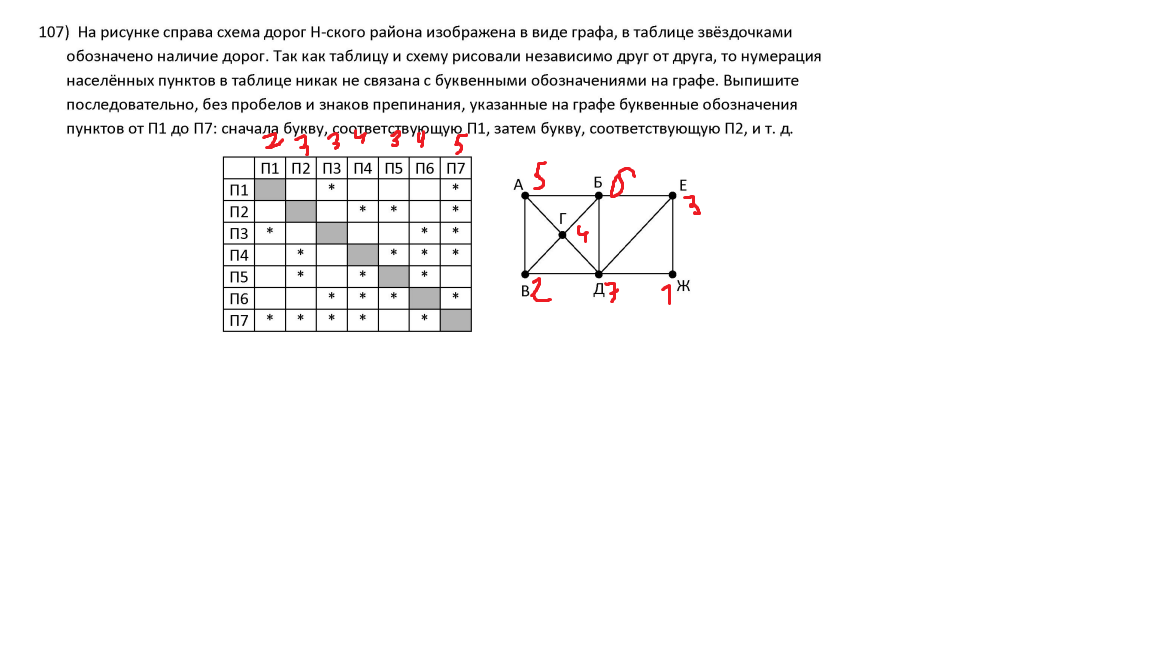 107) На рисунке справа схема дорог Н-ского района изображена в виде графа, в таблице звёздочками
обозначено наличие дорог. Так как таблицу и схему рисовали независимо друг от друга, то нумерация
населённых пунктов в таблице никак не связана с буквенными обозначениями на графе. Выпишите
последовательно, без пробелов и знаков препинания, указанные на графе буквенные обозначения
пунктов от П1 до П7: сначала букву, соответствующую П1, затем букву, соответствующую П2, и т. д.
2 3 3 4 3 4 5
П1 П2 П3 П4 П5 П6 П7
П1 * *
П2 * * *
П3 * * *
П4 * * * *
П5 * * *
П6 * * * *
П7 * * * * *
А 5 Б 6 Е 3
Г 4
В 2 Д 7 1 Ж